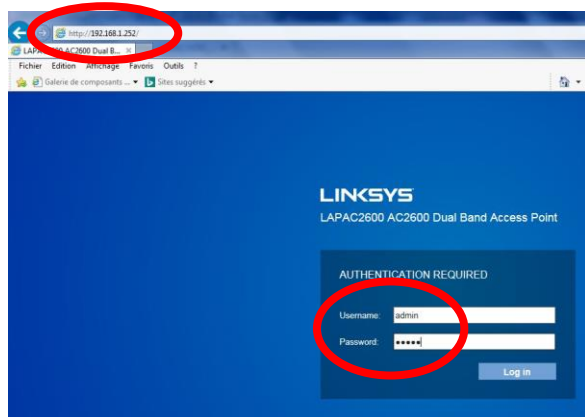 http://192.168.1.252/
AC2600 Dual B...
Fichier Edition Affichage Favoris Outils ?
Galerie de composants ... Sites suggérés
LINKSYS
LAPAC2600 AC2600 Dual Band Access Point
AUTHENTICATION REQUIRED
Username: admin
Password: •••••
Log in